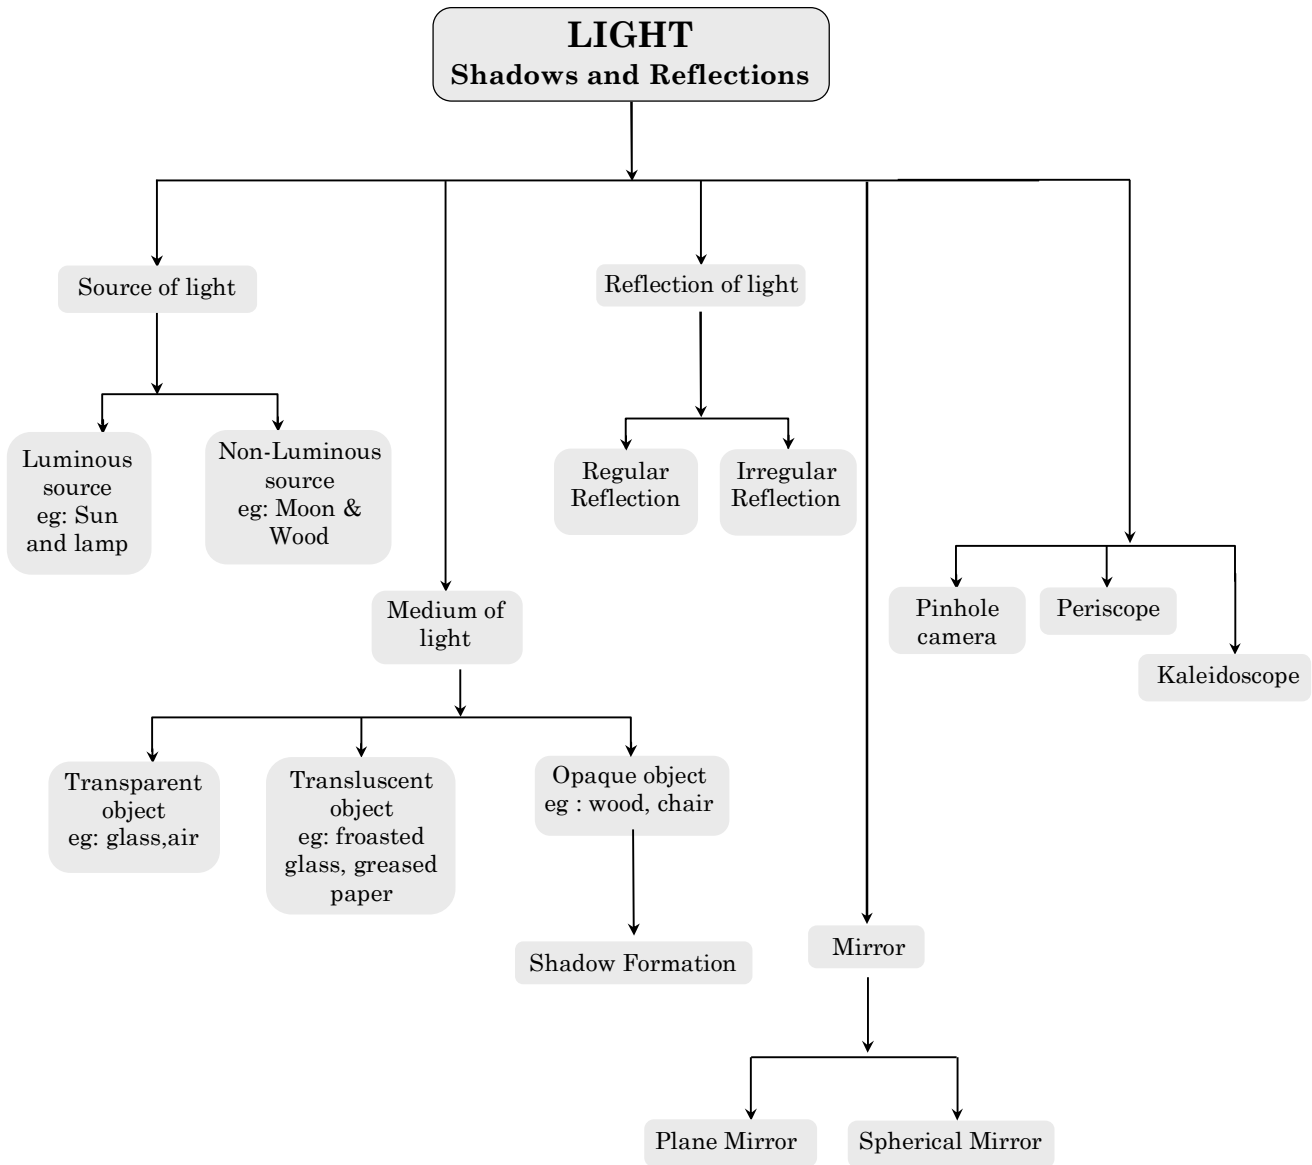 LIGHT
Shadows and Reflections
Source of light
Reflection of light
Luminous
source
eg: Sun
and lamp
Non-Luminous
source
eg: Moon &
Wood
Regular
Reflection
Irregular
Reflection
Medium of
light
Pinhole
camera
Periscope
Kaleidoscope
Transparent
object
eg: glass,air
Transluscent
object
eg: froasted
glass, greased
paper
Opaque object
eg : wood, chair
Shadow Formation
Mirror
Plane Mirror
Spherical Mirror